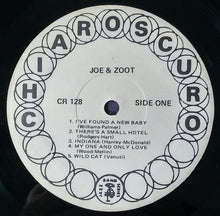 CHIAROSCURO
JOE & ZOOT
CR 128
SIDE ONE
1. I'VE FOUND A NEW BABY
(Williams-Palmer)
2. THERE'S A SMALL HOTEL
(Rodgers Hart)
3. INDIANA (Hanley-McDonald)
4. MY ONE AND ONLY LOVE
(Wood-Mellin)
5. WILD CAT (Venuti)